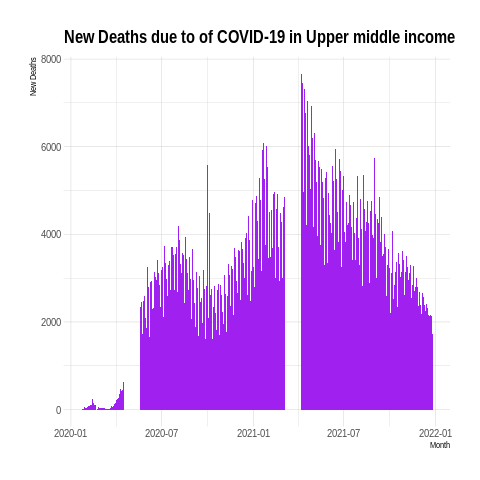 New Deaths due to of COVID-19 in Upper middle income
New Deaths
8000
6000
4000
2000
0
2020-01 2020-07 2021-01 2021-07 2022-01
Month